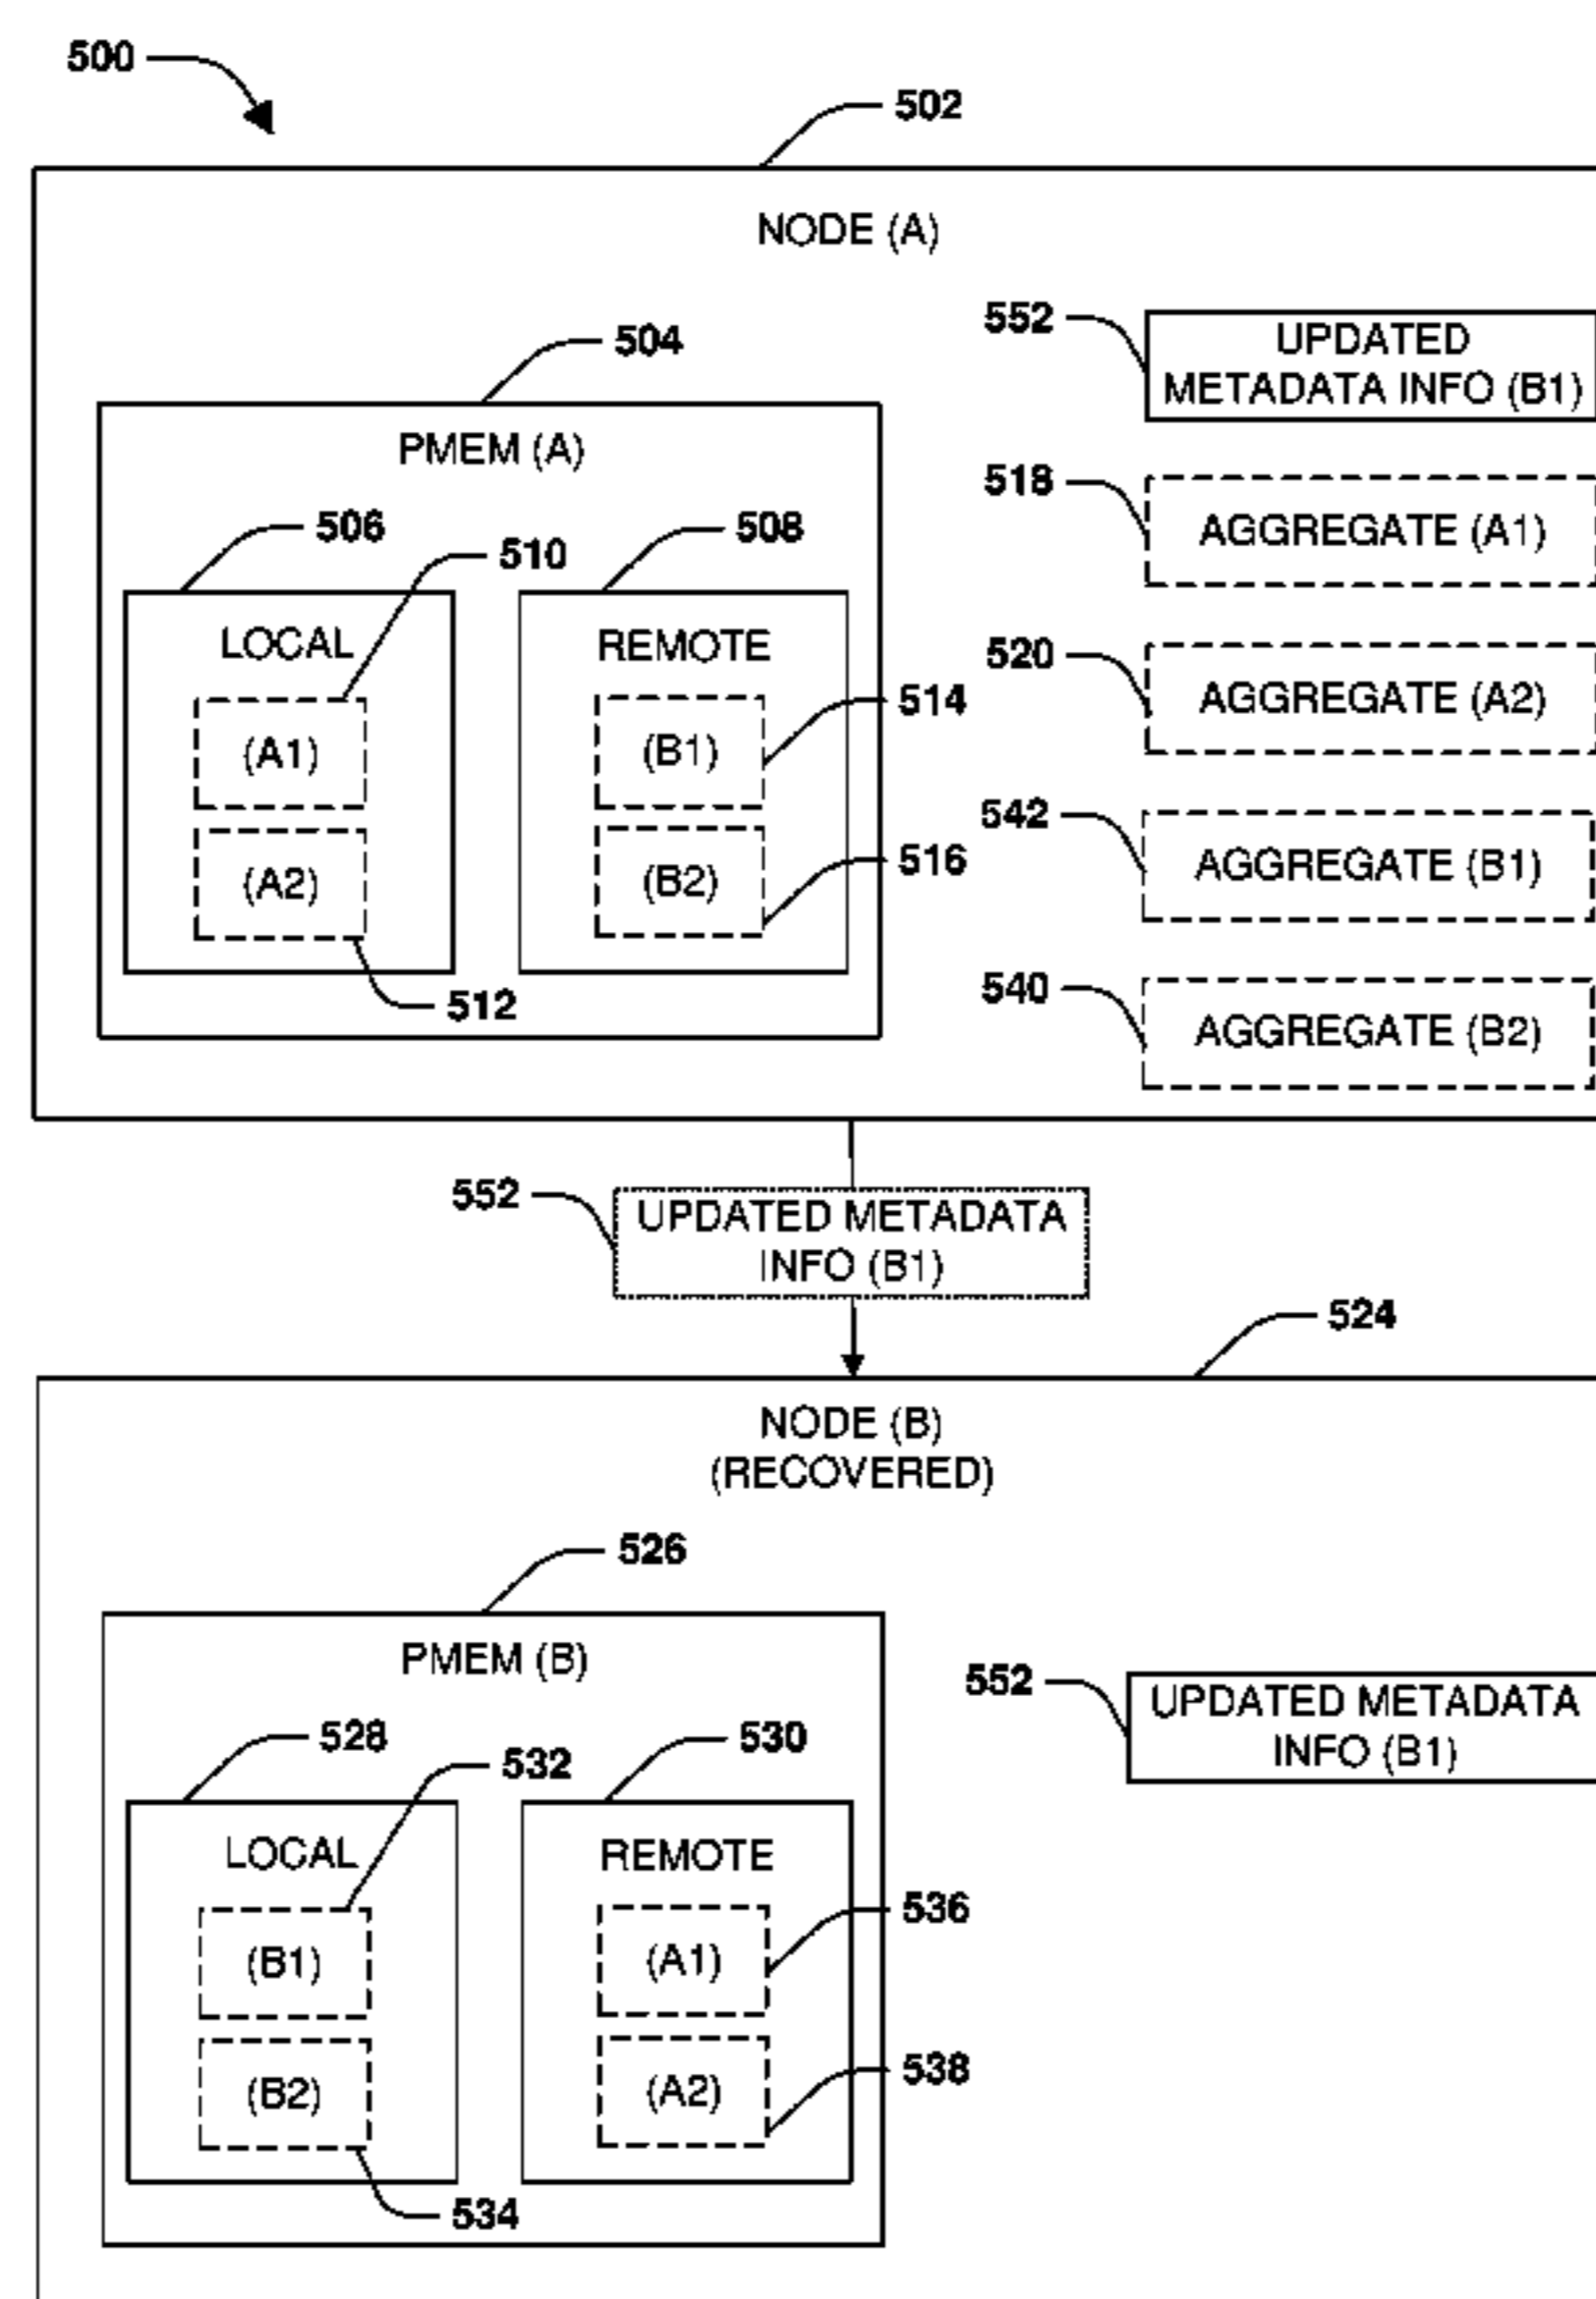 500
502
NODE (A)
552
UPDATED
METADATA INFO (B1)
504
PMEM (A)
518
AGGREGATE (A1)
506
510
508
LOCAL
REMOTE
520
AGGREGATE (A2)
514
(A1)
(B1)
542
AGGREGATE (B1)
516
(A2)
(B2)
512
540
AGGREGATE (B2)
552
UPDATED METADATA
INFO (B1)
524
NODE (B)
(RECOVERED)
526
PMEM (B)
552
UPDATED METADATA
INFO (B1)
528
532
530
LOCAL
REMOTE
536
(B1)
(A1)
538
(B2)
(A2)
534